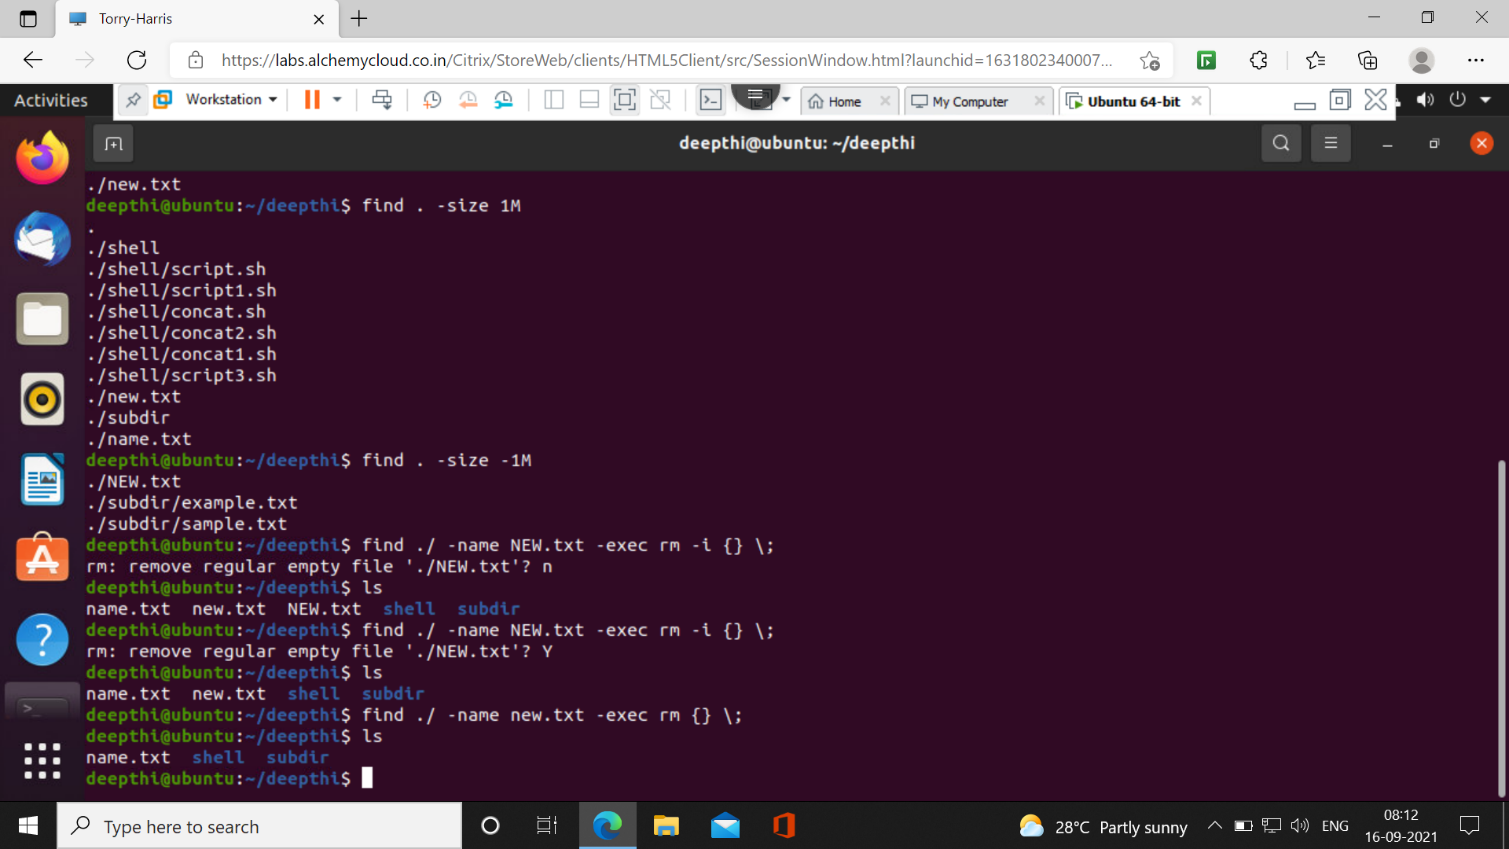 Torry-Harris
https://labs.alchemycloud.co.in/Citrix/StoreWeb/clients/HTML5Client/src/SessionWindow.html?launchid=1631802340007...
Activities
Workstation
Home
My Computer
Ubuntu 64-bit
deepthi@ubuntu: ~/deepthi
./new.txt
deepthi@ubuntu:~/deepthi$ find . -size 1M
.
./shell
./shell/script.sh
./shell/script1.sh
./shell/concat.sh
./shell/concat2.sh
./shell/concat1.sh
./shell/script3.sh
./new.txt
./subdir
./name.txt
deepthi@ubuntu:~/deepthi$ find . -size -1M
./NEW.txt
./subdir/example.txt
./subdir/sample.txt
deepthi@ubuntu:~/deepthi$ find ./ -name NEW.txt -exec rm -i {} \;
rm: remove regular empty file './NEW.txt'? n
deepthi@ubuntu:~/deepthi$ ls
name.txt  new.txt  NEW.txt  shell  subdir
deepthi@ubuntu:~/deepthi$ find ./ -name NEW.txt -exec rm -i {} \;
rm: remove regular empty file './NEW.txt'? Y
deepthi@ubuntu:~/deepthi$ ls
name.txt  new.txt  shell  subdir
deepthi@ubuntu:~/deepthi$ find ./ -name new.txt -exec rm {} \;
deepthi@ubuntu:~/deepthi$ ls
name.txt  shell  subdir
deepthi@ubuntu:~/deepthi$
Type here to search
28°C Partly sunny
ENG
08:12
16-09-2021